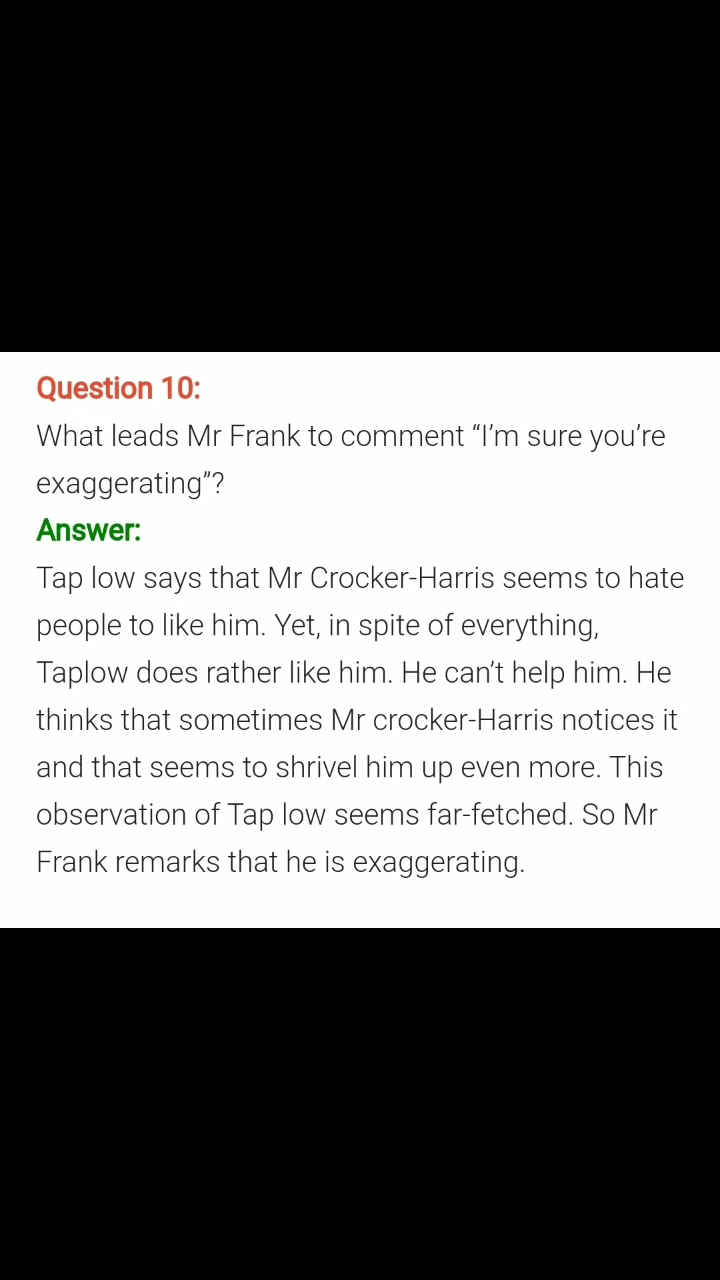 Question 10:
What leads Mr Frank to comment “I’m sure you’re
exaggerating”?
Answer:
Tap low says that Mr Crocker-Harris seems to hate
people to like him. Yet, in spite of everything,
Taplow does rather like him. He can’t help him. He
thinks that sometimes Mr crocker-Harris notices it
and that seems to shrivel him up even more. This
observation of Tap low seems far-fetched. So Mr
Frank remarks that he is exaggerating.